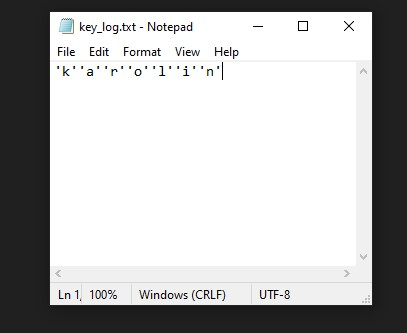 key_log.txt - Notepad
File Edit Format View Help
'k''a''r''o''l''i''n'
Ln 1, 100% Windows (CRLF) UTF-8